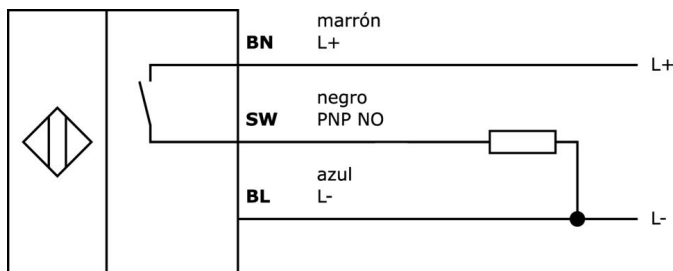 marrón
BN L+
L+
negro
SW PNP NO
azul
BL L-
L-